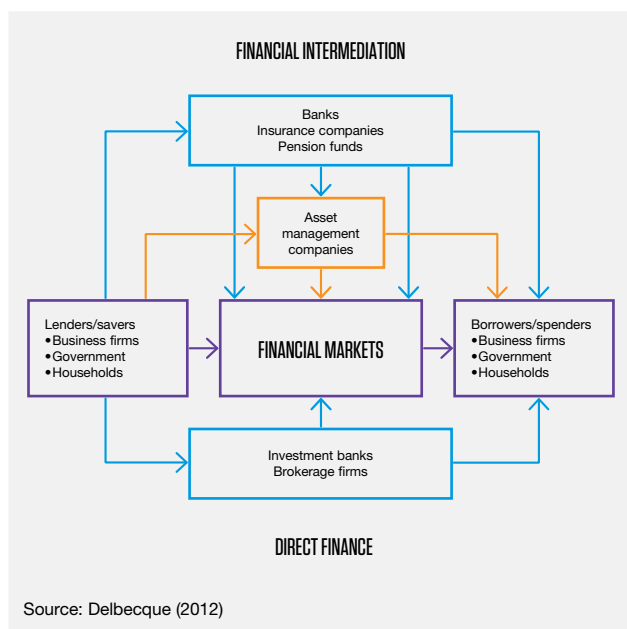 FINANCIAL INTERMEDIATION
Banks
Insurance companies
Pension funds
Asset
management
companies
Lenders/savers
•Business firms
•Government
•Households
FINANCIAL MARKETS
Borrowers/spenders
•Business firms
•Government
•Households
Investment banks
Brokerage firms
DIRECT FINANCE
Source: Delbecque (2012)